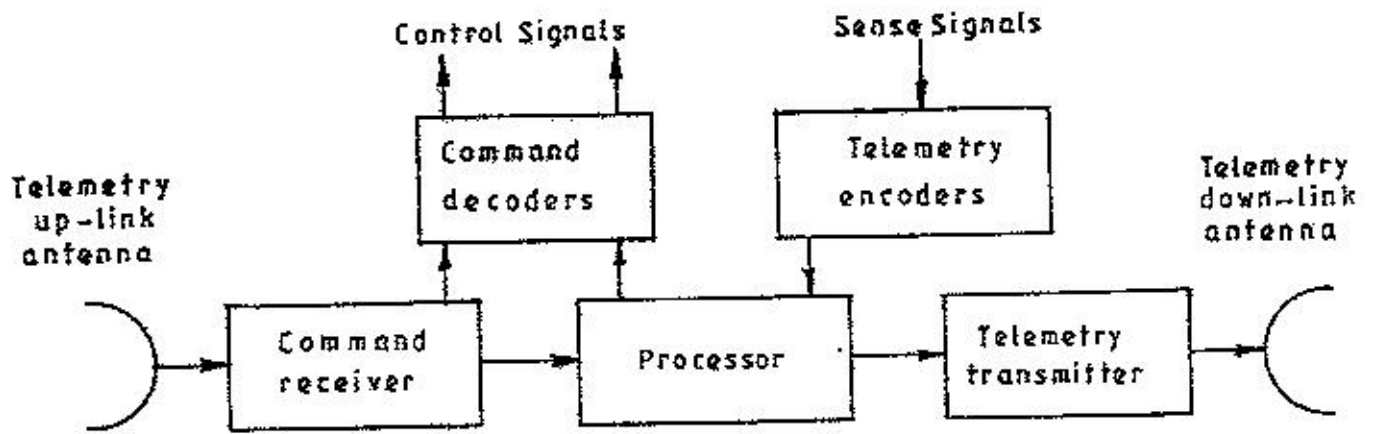 Control Signals
Sense Signals
Command
decoders
Telemetry
encoders
Telemetry
up-link
antenna
Telemetry
down-link
antenna
Command
receiver
Processor
Telemetry
transmitter